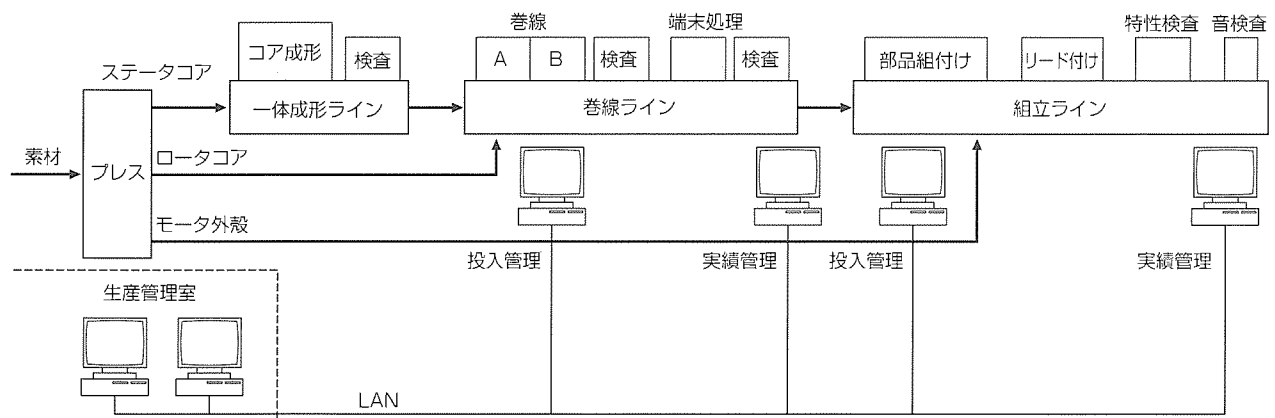 巻線
端末処理
特性検査
音検査
コア成形
検査
A
B
検査
検査
部品組付け
リード付け
ステータコア
一体成形ライン
巻線ライン
組立ライン
素材
プレス
ロータコア
モータ外殻
投入管理
実績管理
投入管理
実績管理
生産管理室
LAN